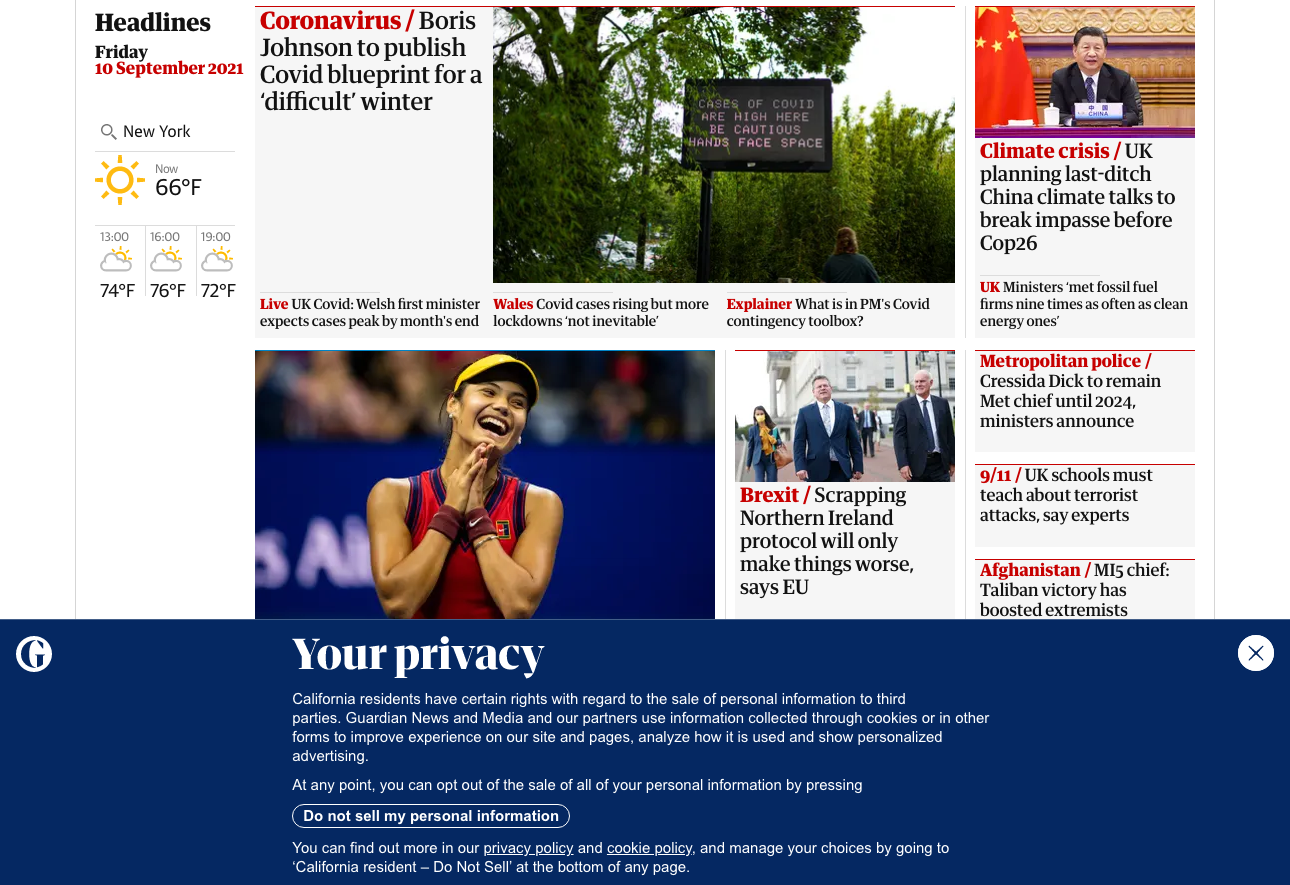 Headlines
Friday
10 September 2021
New York
Now
66°F
13:00
16:00
19:00
74°F
76°F
72°F
Coronavirus / Boris
Johnson to publish
Covid blueprint for a
‘difficult’ winter
CASES OF COVID
ARE HIGH HERE
BE CAUTIOUS
HANDS FACE SPACE
Live UK Covid: Welsh first minister
expects cases peak by month's end
Wales Covid cases rising but more
lockdowns ‘not inevitable’
Explainer What is in PM's Covid
contingency toolbox?
中国
CHINA
Climate crisis / UK
planning last-ditch
China climate talks to
break impasse before
Cop26
UK Ministers ‘met fossil fuel
firms nine times as often as clean
energy ones’
Brexit / Scrapping
Northern Ireland
protocol will only
make things worse,
says EU
Metropolitan police /
Cressida Dick to remain
Met chief until 2024,
ministers announce
9/11 / UK schools must
teach about terrorist
attacks, say experts
Afghanistan / MI5 chief:
Taliban victory has
boosted extremists
G
Your privacy
California residents have certain rights with regard to the sale of personal information to third
parties. Guardian News and Media and our partners use information collected through cookies or in other
forms to improve experience on our site and pages, analyze how it is used and show personalized
advertising.
At any point, you can opt out of the sale of all of your personal information by pressing
Do not sell my personal information
You can find out more in our privacy policy and cookie policy, and manage your choices by going to
‘California resident – Do Not Sell’ at the bottom of any page.